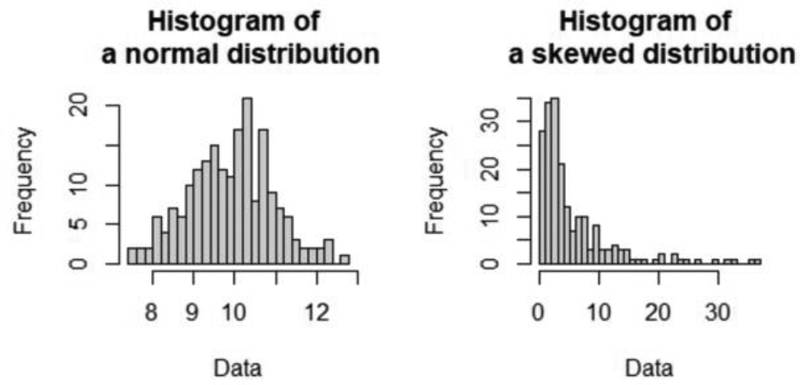 Histogram of
a normal distribution
Frequency
20
10
5
0
8 9 10 12
Data
Histogram of
a skewed distribution
Frequency
30
20
10
0
0 10 20 30
Data